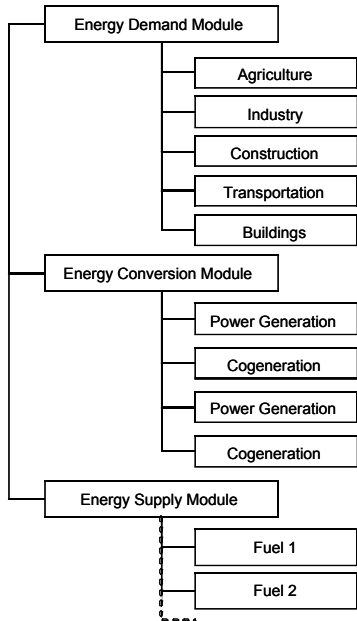 Energy Demand Module
Agriculture
Industry
Construction
Transportation
Buildings
Energy Conversion Module
Power Generation
Cogeneration
Power Generation
Cogeneration
Energy Supply Module
Fuel 1
Fuel 2